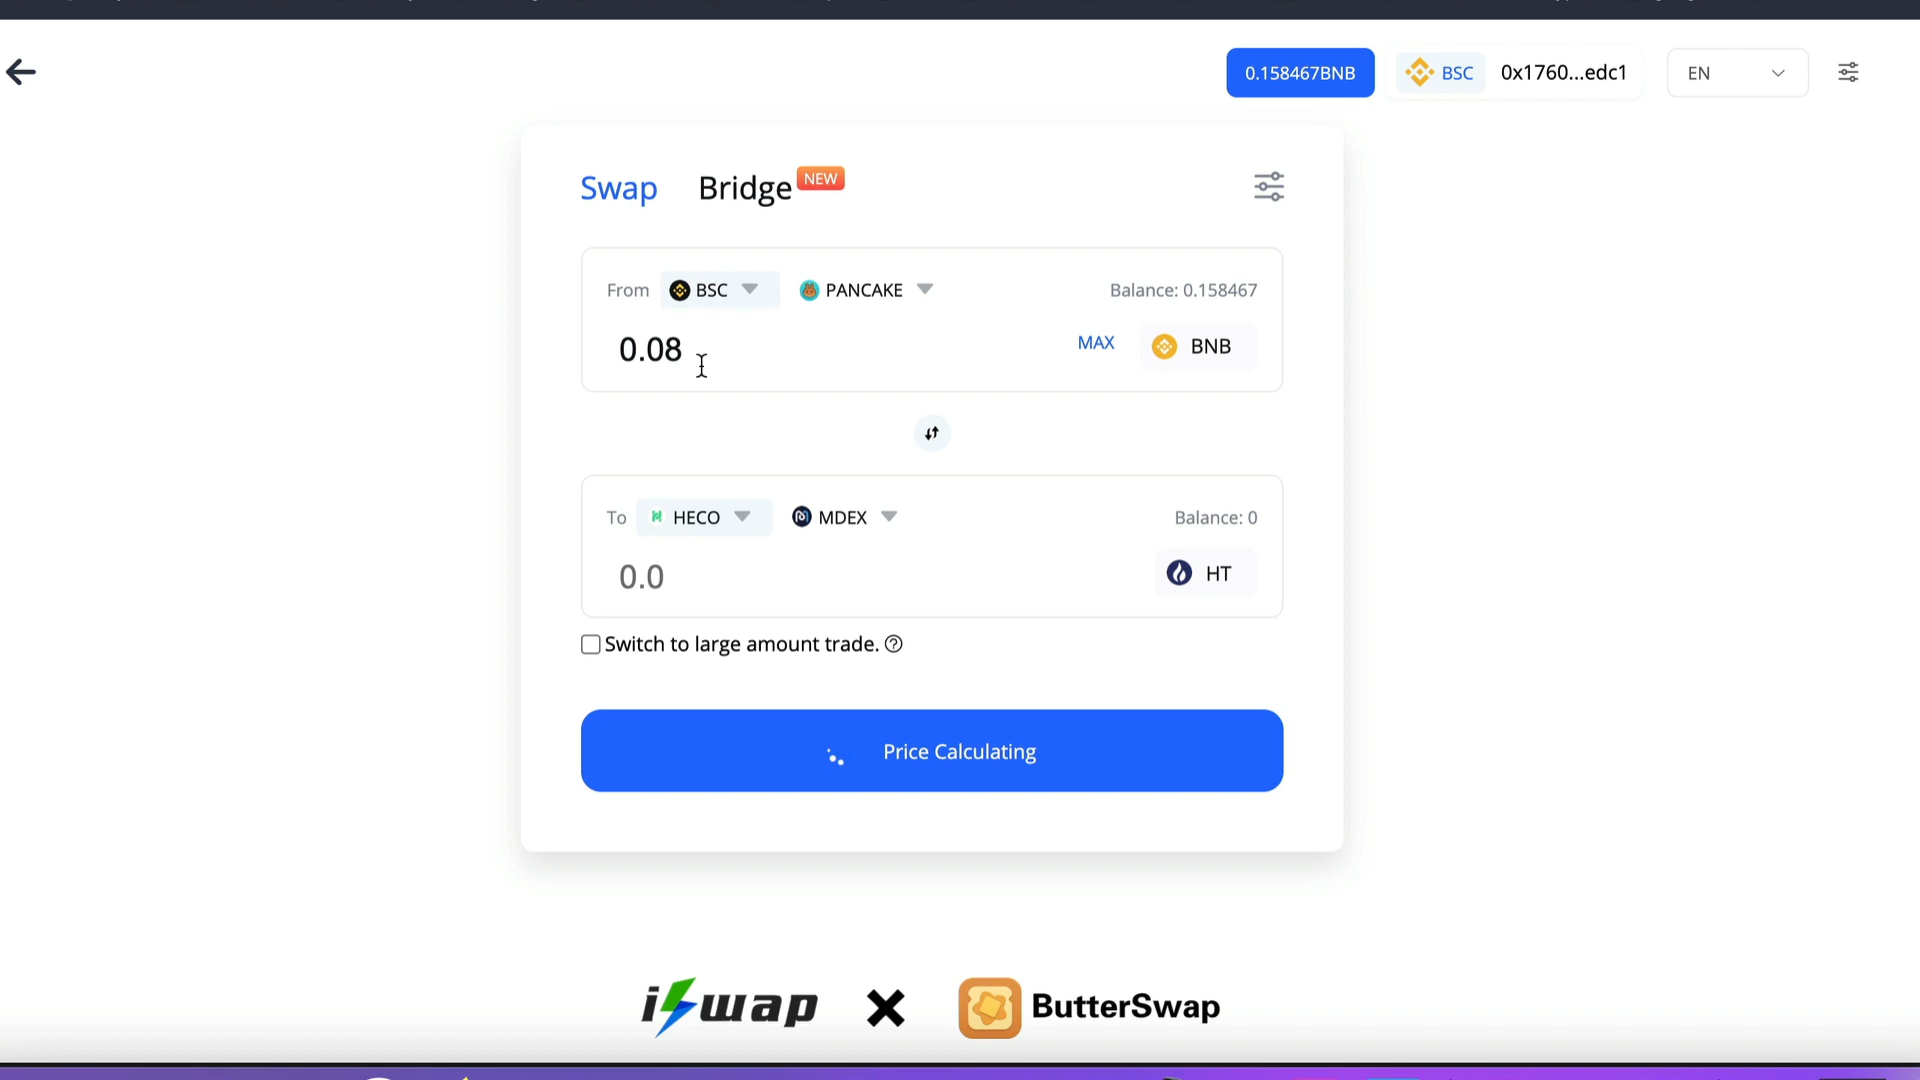 0.158467BNB
BSC
0x1760...edc1
EN
Swap
Bridge
NEW
From
BSC
PANCAKE
Balance: 0.158467
0.08
MAX
BNB
To
HECO
MDEX
Balance: 0
0.0
HT
Switch to large amount trade.
Price Calculating
iSwap
ButterSwap